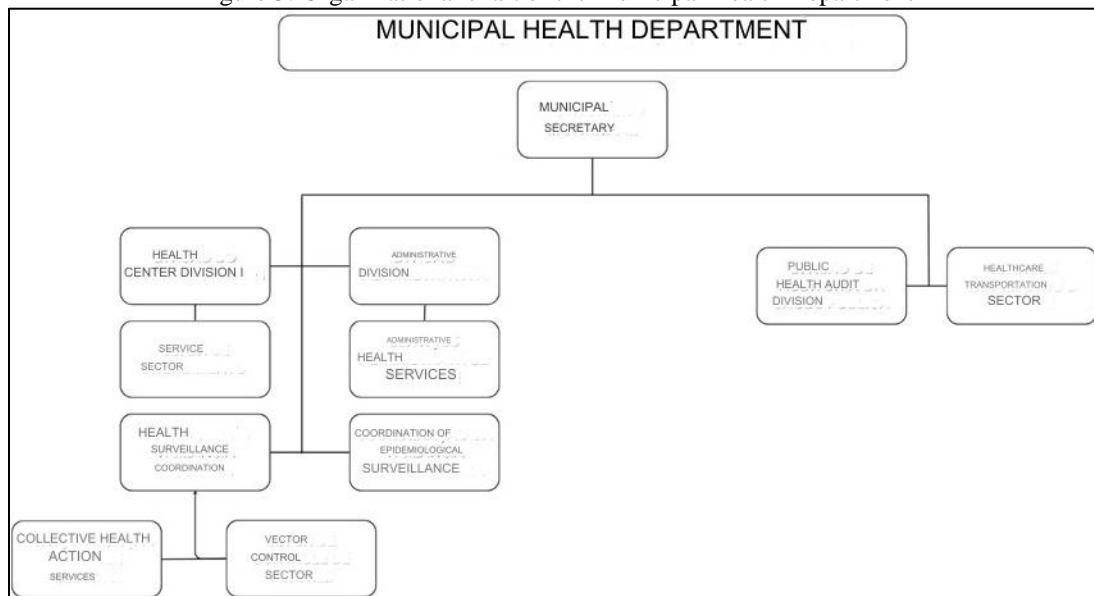 MUNICIPAL HEALTH DEPARTMENT
MUNICIPAL
SECRETARY
HEALTH
CENTER DIVISION I
ADMINISTRATIVE
DIVISION
PUBLIC
HEALTH AUDIT
DIVISION
HEALTHCARE
TRANSPORTATION
SECTOR
SERVICE
SECTOR
ADMINISTRATIVE
HEALTH
SERVICES
HEALTH
SURVEILLANCE
COORDINATION
COORDINATION OF
EPIDEMIOLOGICAL
SURVEILLANCE
COLLECTIVE HEALTH
ACTION
SERVICES
VECTOR
CONTROL
SECTOR